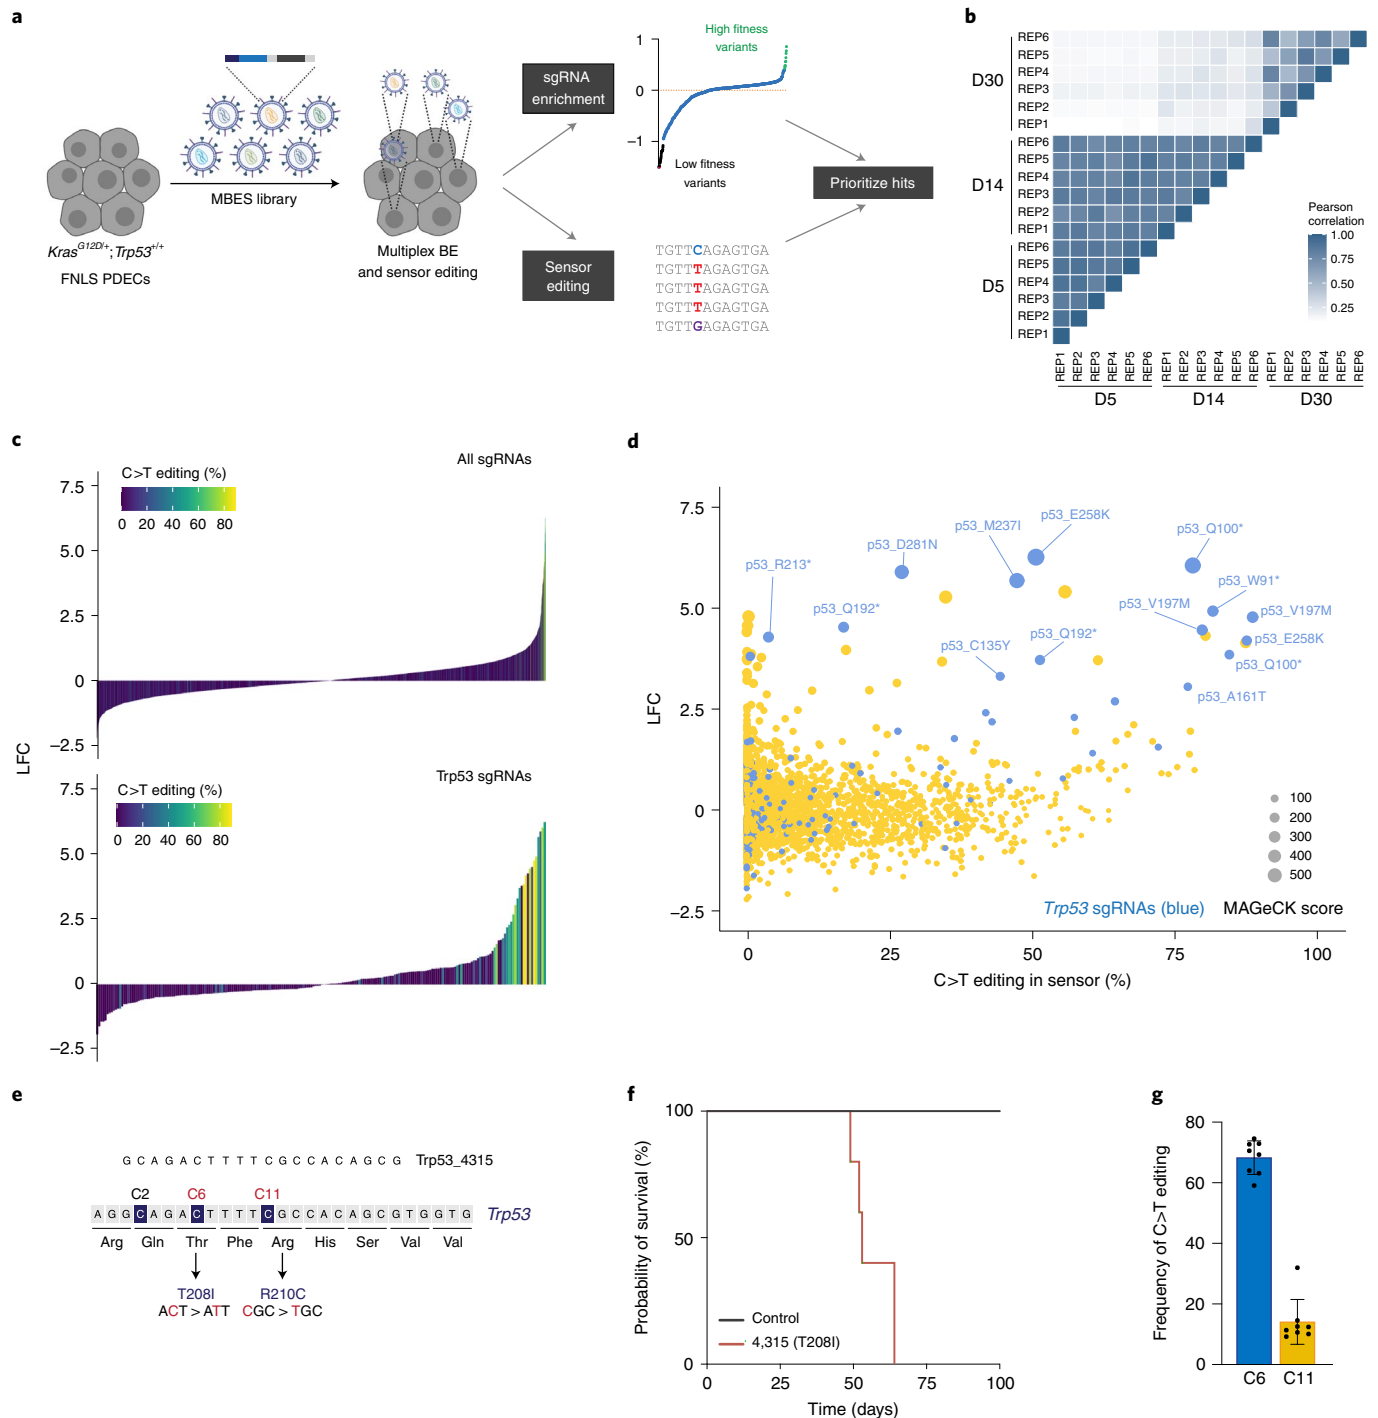 a
sgRNA
enrichment
1
0
−1
High fitness
variants
Low fitness
variants
MBES library
Kras G12D/+; Trp53 +/+
FNLS PDECs
Multiplex BE
and sensor editing
Sensor
editing
Prioritize hits
TGTTCAGAGTGA
TGTTTAGAGTGA
TGTTTAGAGTGA
TGTTTAGAGTGA
TGTTGAGAGTGA
b
D30
REP6
REP5
REP4
REP3
REP2
REP1
D14
REP6
REP5
REP4
REP3
REP2
REP1
D5
REP6
REP5
REP4
REP3
REP2
REP1
REP1 REP2 REP3 REP4 REP5 REP6 REP1 REP2 REP3 REP4 REP5 REP6 REP1 REP2 REP3 REP4 REP5 REP6
D5 D14 D30
Pearson
correlation
1.00
0.75
0.50
0.25
c
All sgRNAs
C>T editing (%)
0 20 40 60 80
7.5
5.0
2.5
0
−2.5
LFC
Trp53 sgRNAs
C>T editing (%)
0 20 40 60 80
7.5
5.0
2.5
0
−2.5
d
LFC
7.5
5.0
2.5
0
−2.5
p53_E258K
p53_M237I
p53_Q100*
p53_D281N
p53_R213*
p53_W91*
p53_Q192*
p53_V197M
p53_V197M
p53_C135Y
p53_Q192*
p53_E258K
p53_Q100*
p53_A161T
100
200
300
400
500
Trp53 sgRNAs (blue) MAGeCK score
0 25 50 75 100
C>T editing in sensor (%)
e
GCAGACTTTTCGCCACAGCG Trp53_4315
C2 C6 C11
AGGCAGACTTTTCGCCACAGCGTGGTG Trp53
Arg Gln Thr Phe Arg His Ser Val Val
T208I R210C
ACT > ATT CGC > TGC
f
Probability of survival (%)
100
50
0
Control
4,315 (T208I)
0 25 50 75 100
Time (days)
g
Frequency of C>T editing
80
60
40
20
0
C6 C11